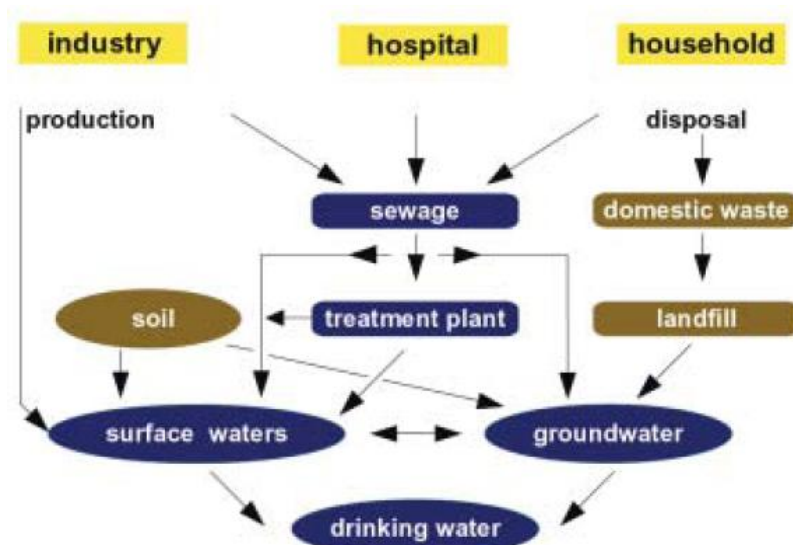 industry
hospital
household
production
disposal
sewage
domestic waste
soil
treatment plant
landfill
surface waters
groundwater
drinking water